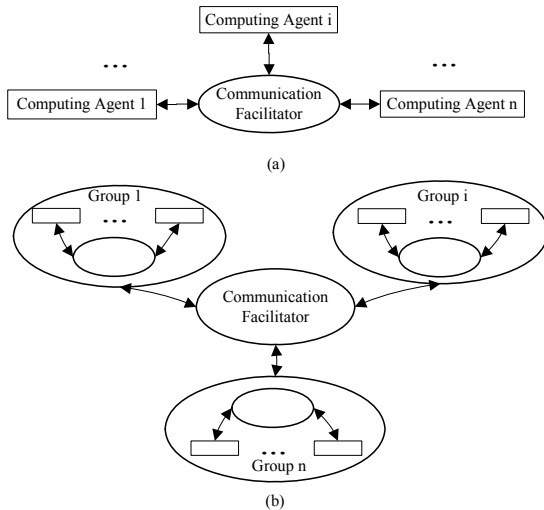 Computing Agent i
...
...
Computing Agent 1
Communication
Facilitator
Computing Agent n
(a)
Group 1
...
Group i
...
Communication
Facilitator
...
Group n
(b)